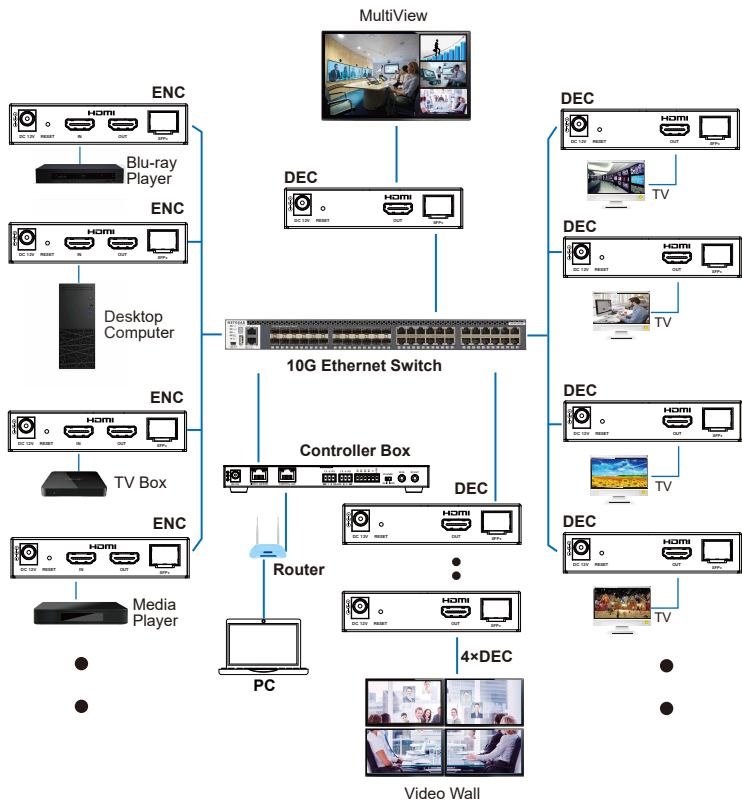 MultiView
ENC
HDMI
DC 12V RESET IN OUT SFP+
Blu-ray
Player
ENC
HDMI
DC 12V RESET IN OUT SFP+
Desktop
Computer
ENC
HDMI
DC 12V RESET IN OUT SFP+
TV Box
ENC
HDMI
DC 12V RESET IN OUT SFP+
Media
Player
DEC
HDMI
DC 12V RESET OUT SFP+
NETGEAR
10G Ethernet Switch
Controller Box
Router
PC
DEC
HDMI
DC 12V RESET OUT SFP+
HDMI
DC 12V RESET OUT SFP+
4×DEC
Video Wall
DEC
HDMI
DC 12V RESET OUT SFP+
TV
DEC
HDMI
DC 12V RESET OUT SFP+
TV
DEC
HDMI
DC 12V RESET OUT SFP+
TV
DEC
HDMI
DC 12V RESET OUT SFP+
TV